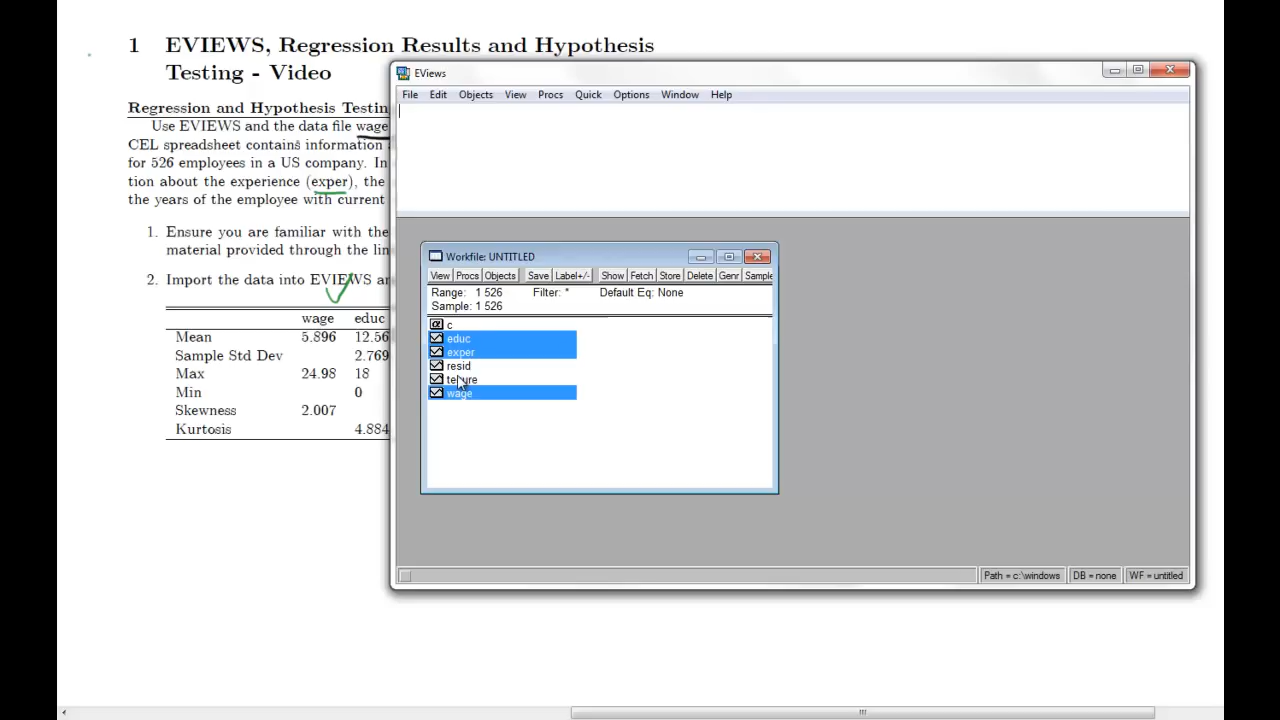 1 EVIEWS, Regression Results and Hypothesis
Testing - Video
Regression and Hypothesis Testin
Use EVIEWS and the data file wage
CEL spreadsheet contains information
for 526 employees in a US company. In
tion about the experience (exper), the
the years of the employee with current
1. Ensure you are familiar with the
material provided through the lin
2. Import the data into EVIEWS an
wage educ
Mean 5.896 12.56
Sample Std Dev 2.769
Max 24.98 18
Min 0
Skewness 2.007
Kurtosis 4.884
EViews
File Edit Objects View Procs Quick Options Window Help
Workfile: UNTITLED
View Procs Objects Save Label+/- Show Fetch Store Delete Genr Sample
Range: 1 526 Filter: * Default Eq: None
Sample: 1 526
c
educ
exper
resid
tenure
wage
Path = c:\windows DB = none WF = untitled